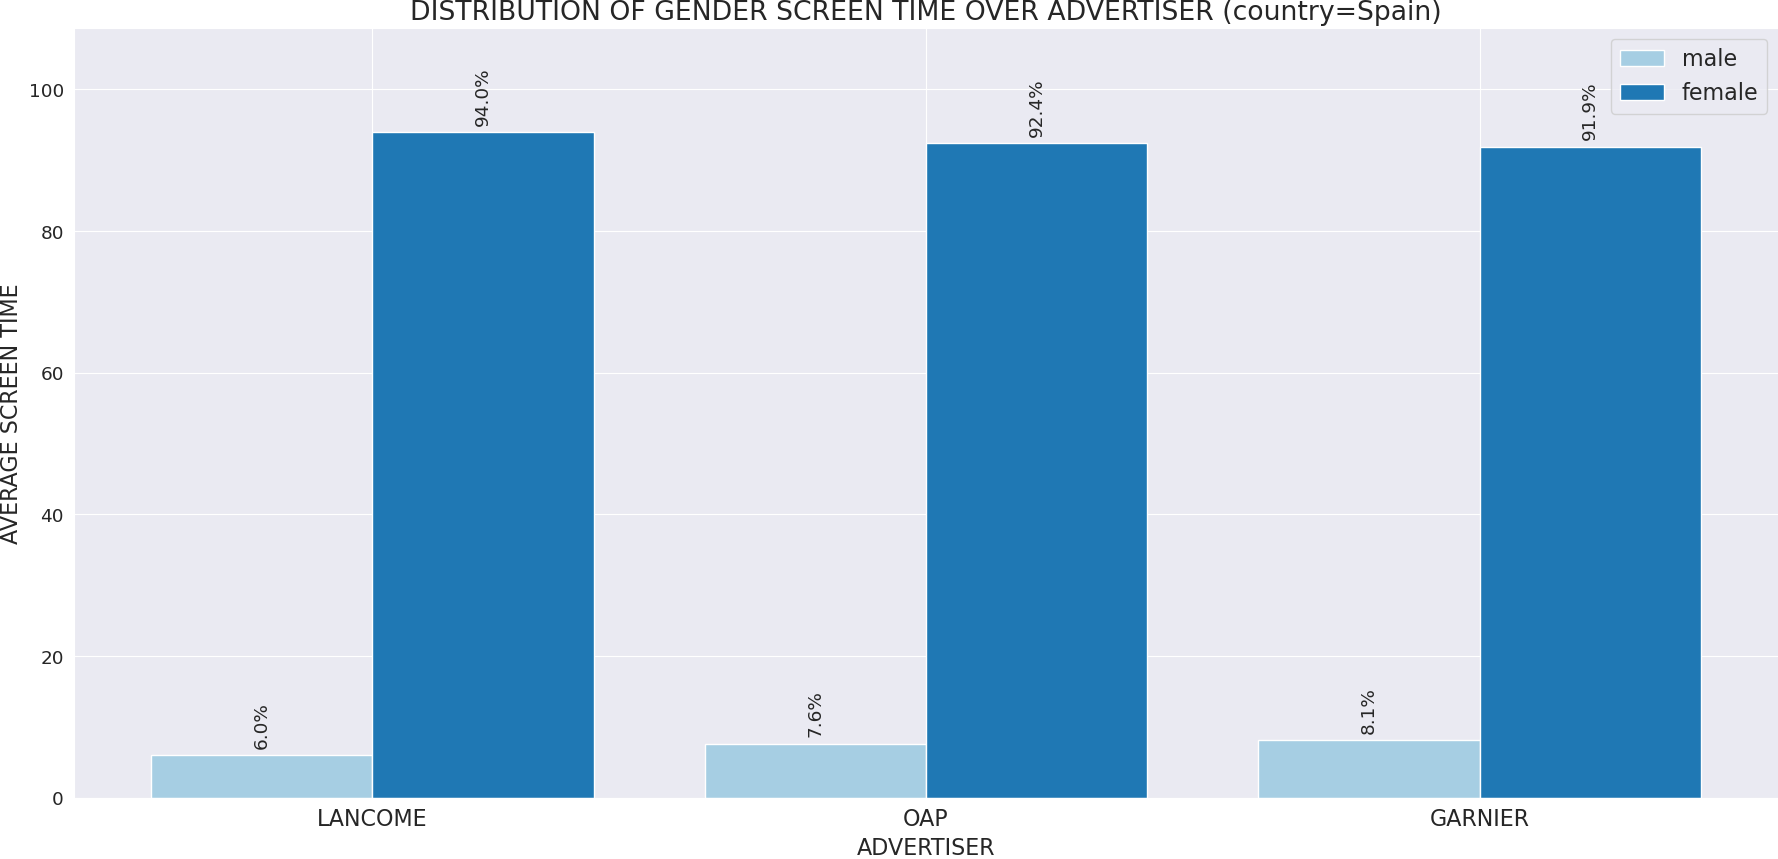 DISTRIBUTION OF GENDER SCREEN TIME OVER ADVERTISER (country=Spain)
male
female
AVERAGE SCREEN TIME
100
80
60
40
20
0
6.0%
94.0%
7.6%
92.4%
8.1%
91.9%
LANCOME
OAP
GARNIER
ADVERTISER